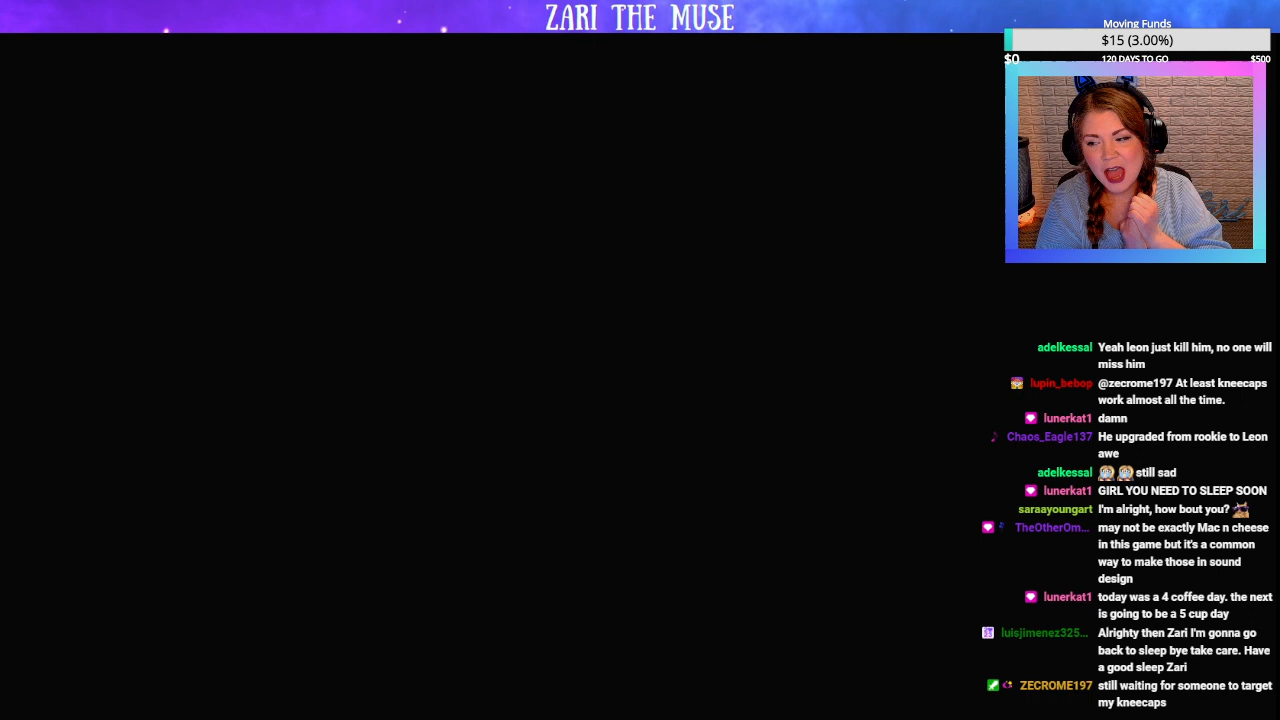 ZARI THE MUSE
Moving Funds
$15 (3.00%)
$0 120 DAYS TO GO $500
adelkessal Yeah leon just kill him, no one will
miss him
lupin_bebop @zecrome197 At least kneecaps
work almost all the time.
lunerkat1 damn
Chaos_Eagle137 He upgraded from rookie to Leon
awe
adelkessal still sad
lunerkat1 GIRL YOU NEED TO SLEEP SOON
saraayoungart I'm alright, how bout you?
TheOtherOm... may not be exactly Mac n cheese
in this game but it's a common
way to make those in sound
design
lunerkat1 today was a 4 coffee day. the next
is going to be a 5 cup day
luisjimenez325... Alrighty then Zari I'm gonna go
back to sleep bye take care. Have
a good sleep Zari
ZECROME197 still waiting for someone to target
my kneecaps